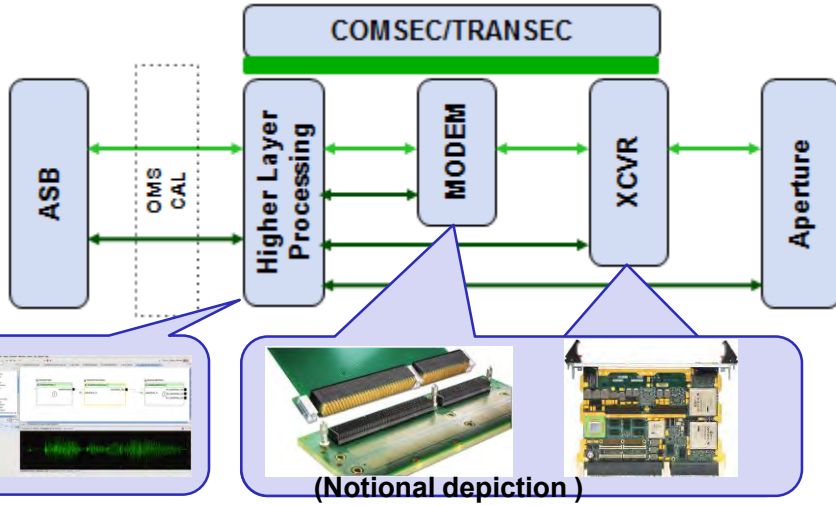 COMSEC/TRANSEC
ASB
OMS
CAL
Higher Layer
Processing
MODEM
XCVR
Aperture
(Notional depiction )